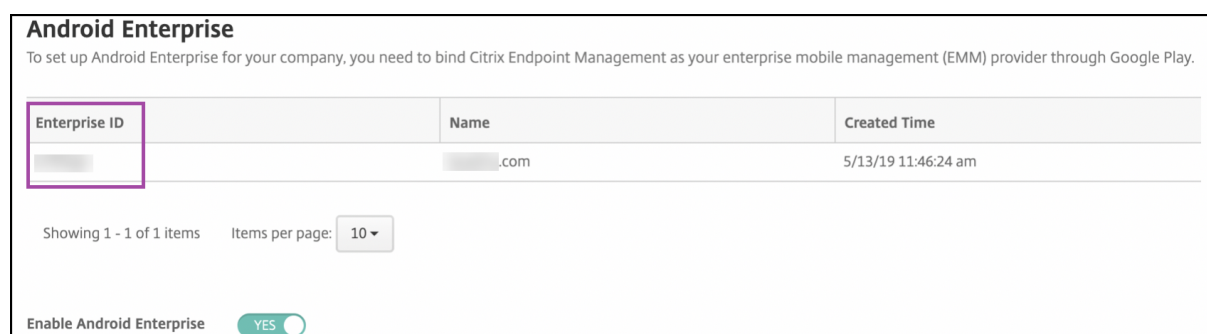 Android Enterprise
To set up Android Enterprise for your company, you need to bind Citrix Endpoint Management as your enterprise mobile management (EMM) provider through Google Play.
Enterprise ID Name Created Time
.com 5/13/19 11:46:24 am
Showing 1 - 1 of 1 items Items per page: 10
Enable Android Enterprise YES